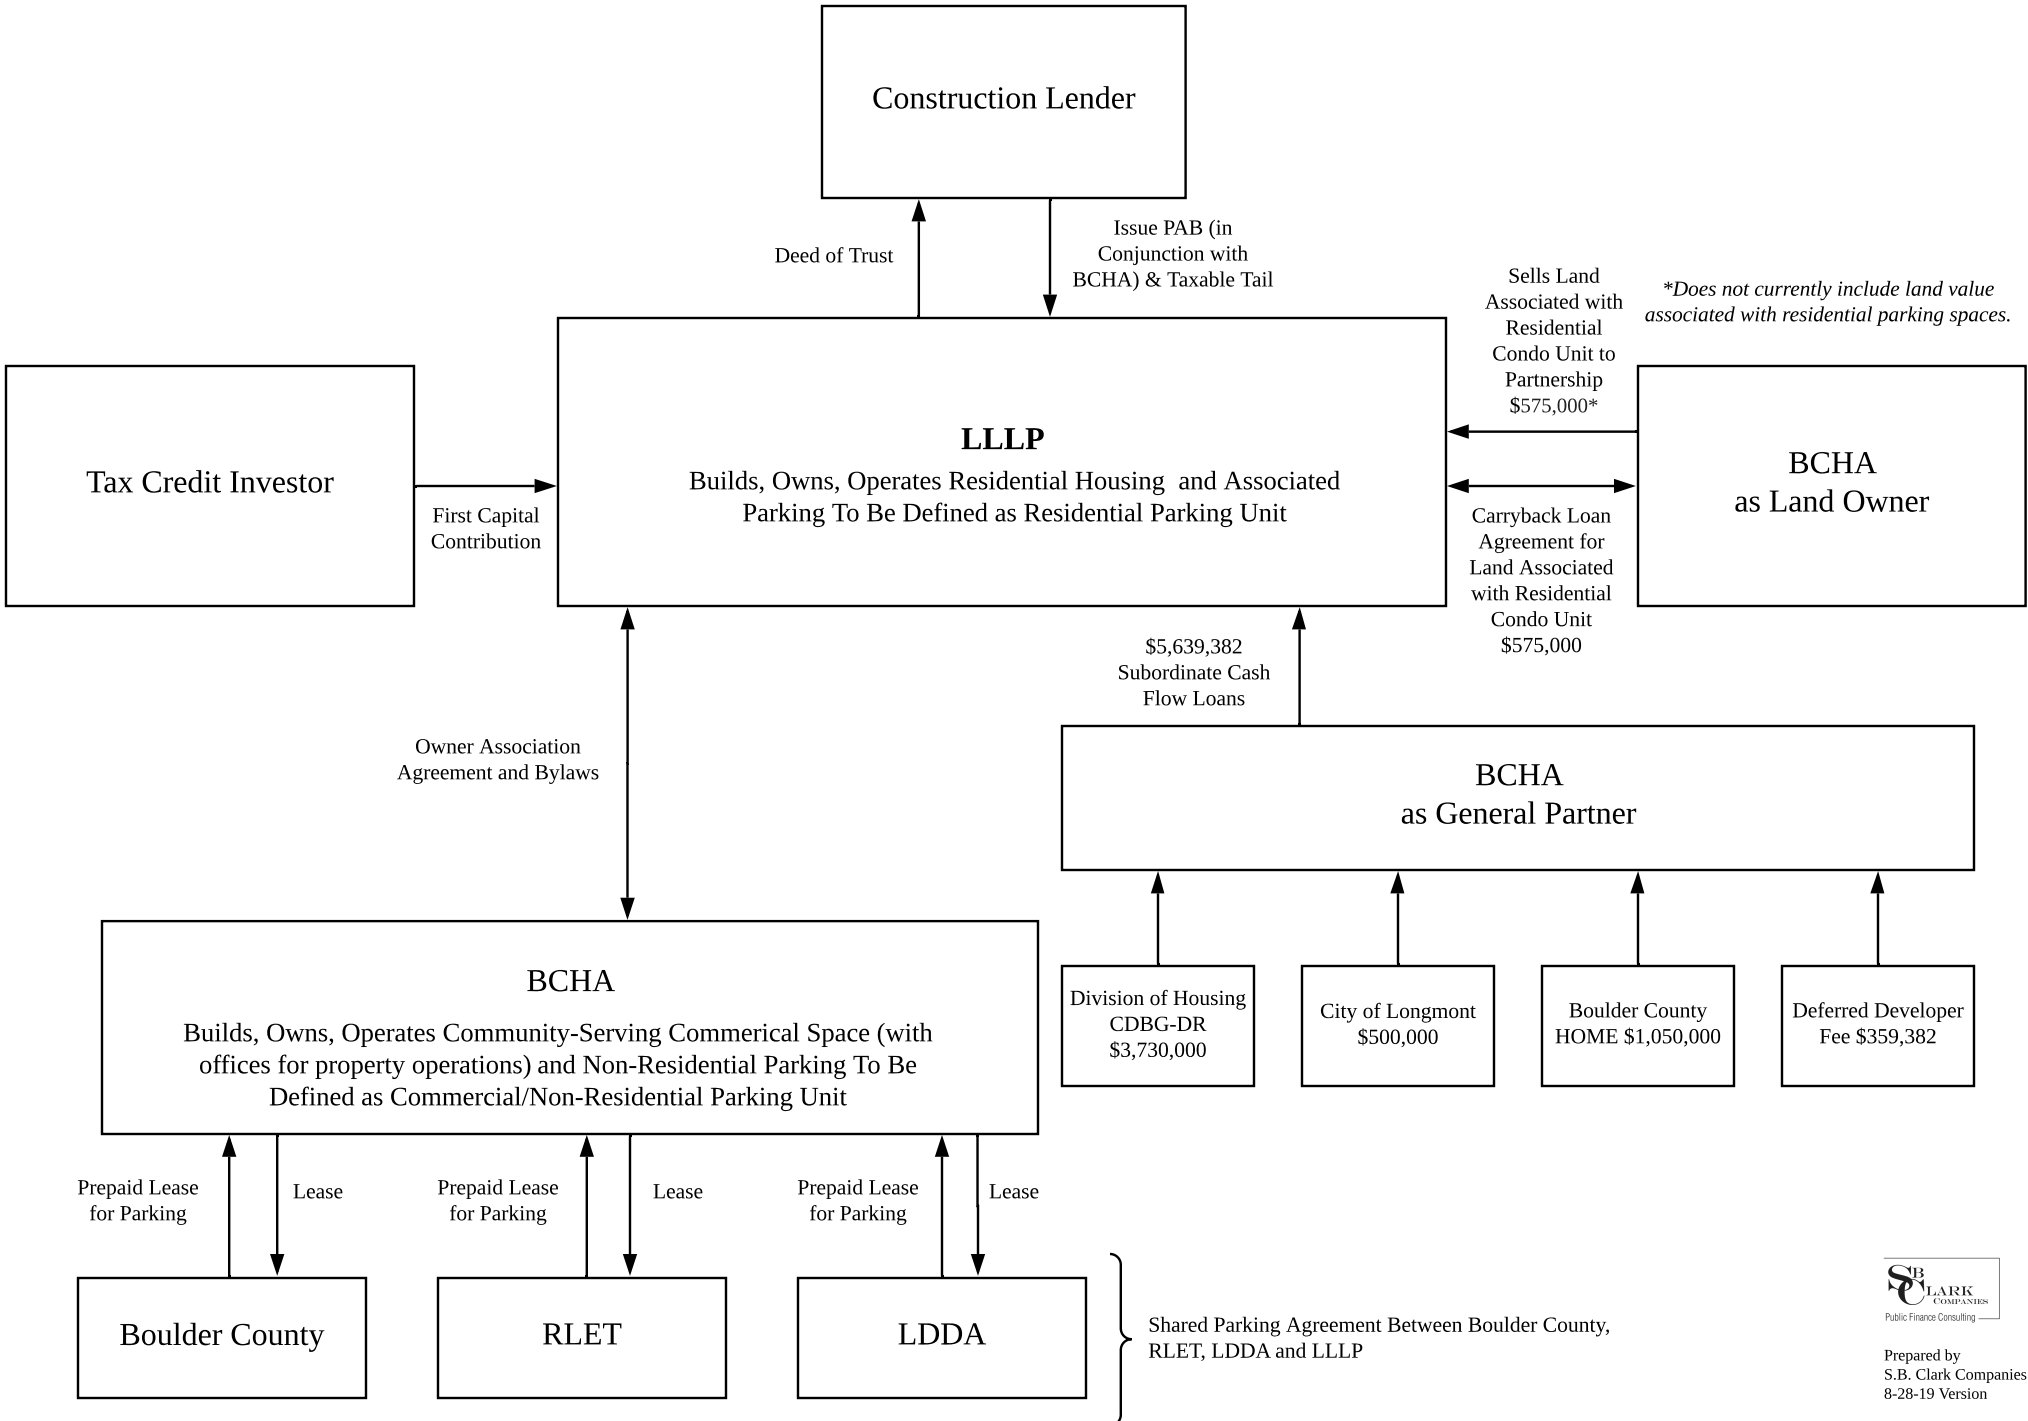 Construction Lender
Deed of Trust
Issue PAB (in
Conjunction with
BCHA) & Taxable Tail
Sells Land
Associated with
Residential
Condo Unit to
Partnership
$575,000*
*Does not currently include land value
associated with residential parking spaces.
Tax Credit Investor
First Capital
Contribution
LLLP
Builds, Owns, Operates Residential Housing and Associated
Parking To Be Defined as Residential Parking Unit
BCHA
as Land Owner
Carryback Loan
Agreement for
Land Associated
with Residential
Condo Unit
$575,000
$5,639,382
Subordinate Cash
Flow Loans
Owner Association
Agreement and Bylaws
BCHA
as General Partner
Division of Housing
CDBG-DR
$3,730,000
City of Longmont
$500,000
Boulder County
HOME $1,050,000
Deferred Developer
Fee $359,382
BCHA
Builds, Owns, Operates Community-Serving Commerical Space (with
offices for property operations) and Non-Residential Parking To Be
Defined as Commercial/Non-Residential Parking Unit
Prepaid Lease
for Parking
Lease
Prepaid Lease
for Parking
Lease
Prepaid Lease
for Parking
Lease
Boulder County
RLET
LDDA
Shared Parking Agreement Between Boulder County,
RLET, LDDA and LLLP
SB CLARK
COMPANIES
Public Finance Consulting
Prepared by
S.B. Clark Companies
8-28-19 Version